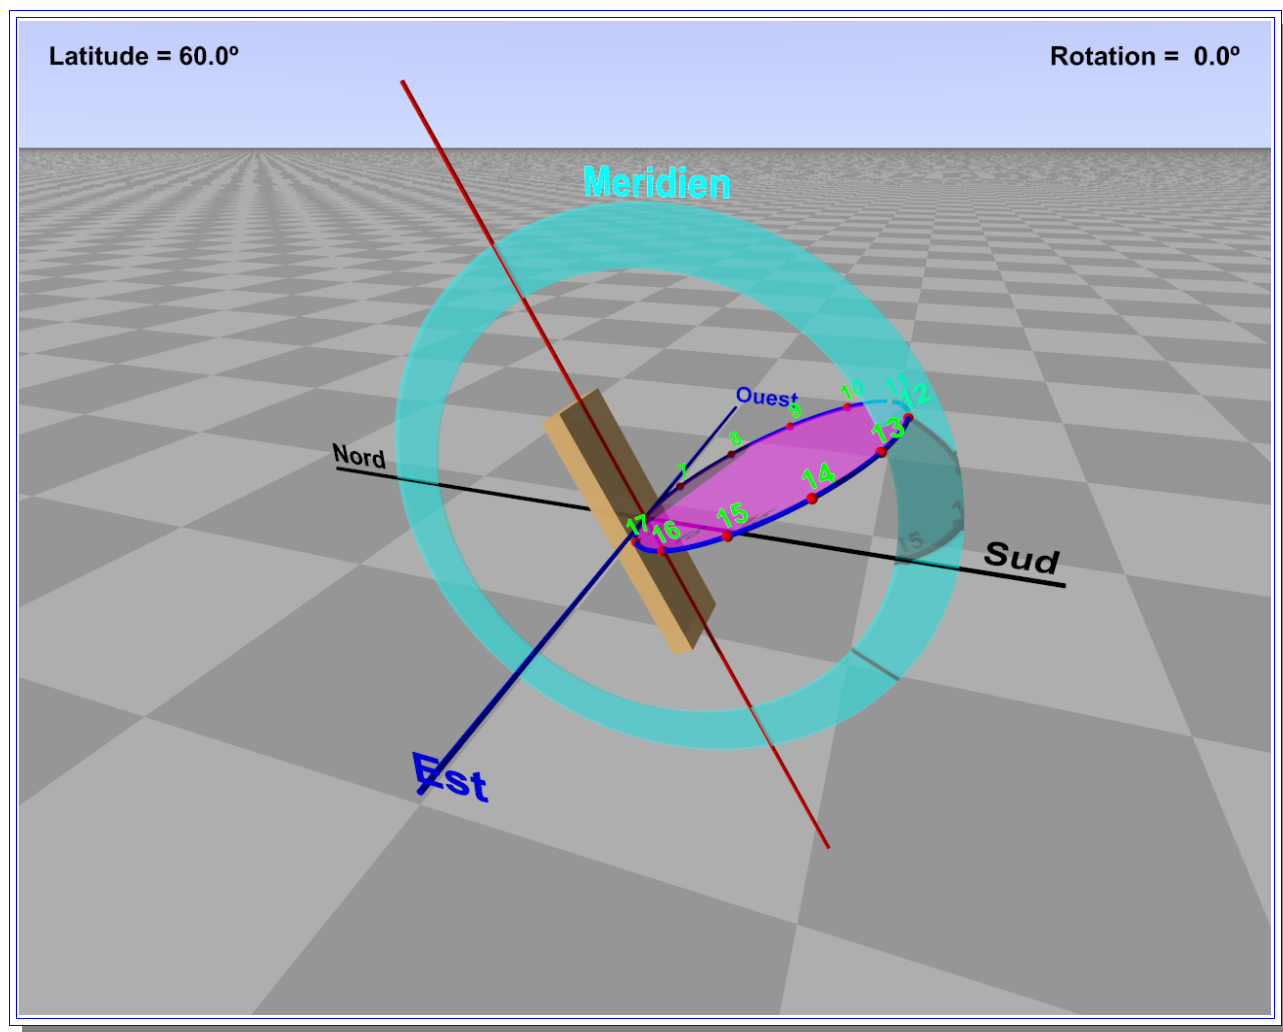 Latitude = 60.0º
Rotation =  0.0º
Meridien
Ouest
Nord
Sud
Est
7
8
9
10
11
12
13
14
15
16
17
15